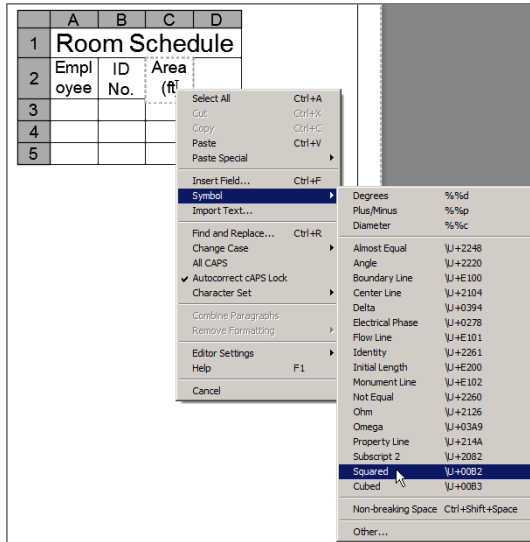 A B C D
1 Room Schedule
2 Empl oyee ID No. Area (ft
3
4
5
Select All Ctrl+A
Cut Ctrl+X
Copy Ctrl+C
Paste Ctrl+V
Paste Special
Insert Field... Ctrl+F
Symbol
Import Text...
Find and Replace... Ctrl+R
Change Case
All CAPS
Autocorrect cAPS Lock
Character Set
Combine Paragraphs
Remove Formatting
Editor Settings
Help F1
Cancel
Degrees %%d
Plus/Minus %%p
Diameter %%c
Almost Equal \U+2248
Angle \U+2220
Boundary Line \U+E100
Center Line \U+2104
Delta \U+0394
Electrical Phase \U+0278
Flow Line \U+E101
Identity \U+2261
Initial Length \U+E200
Monument Line \U+E102
Not Equal \U+2260
Ohm \U+2126
Omega \U+03A9
Property Line \U+214A
Subscript 2 \U+2082
Squared \U+00B2
Cubed \U+00B3
Non-breaking Space Ctrl+Shift+Space
Other...